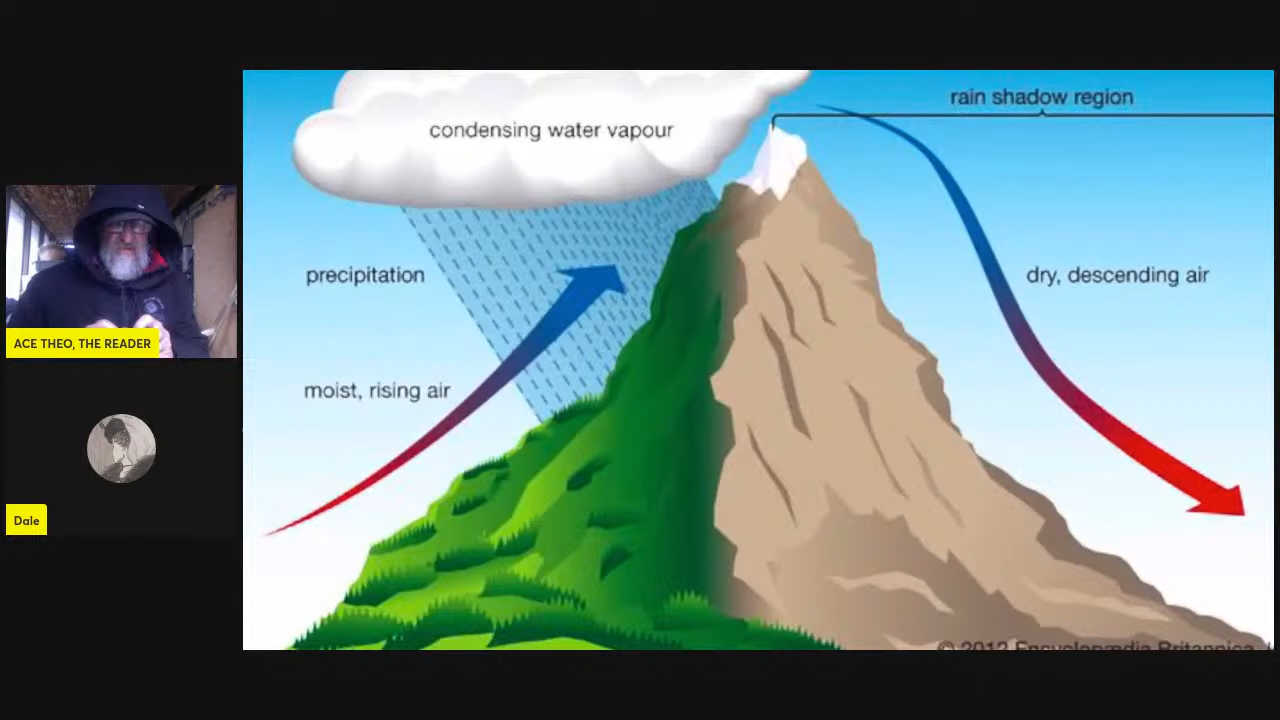 rain shadow region
condensing water vapour
precipitation
dry, descending air
moist, rising air
ACE THEO, THE READER
Dale
© 2012 Encyclopædia Britannica